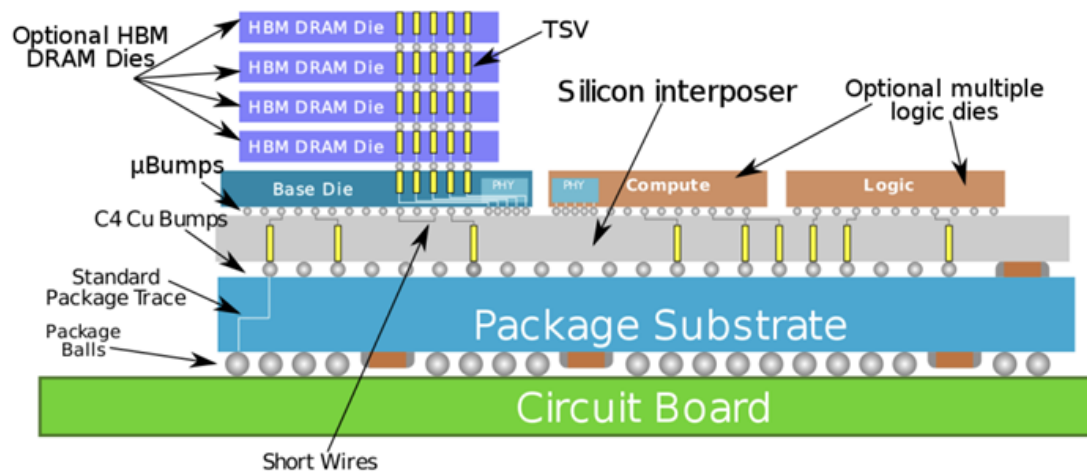 Optional HBM
DRAM Dies
HBM DRAM Die
HBM DRAM Die
HBM DRAM Die
HBM DRAM Die
TSV
Silicon interposer
Optional multiple
logic dies
µBumps
Base Die
PHY
PHY
Compute
Logic
C4 Cu Bumps
Standard
Package Trace
Package Substrate
Package
Balls
Circuit Board
Short Wires